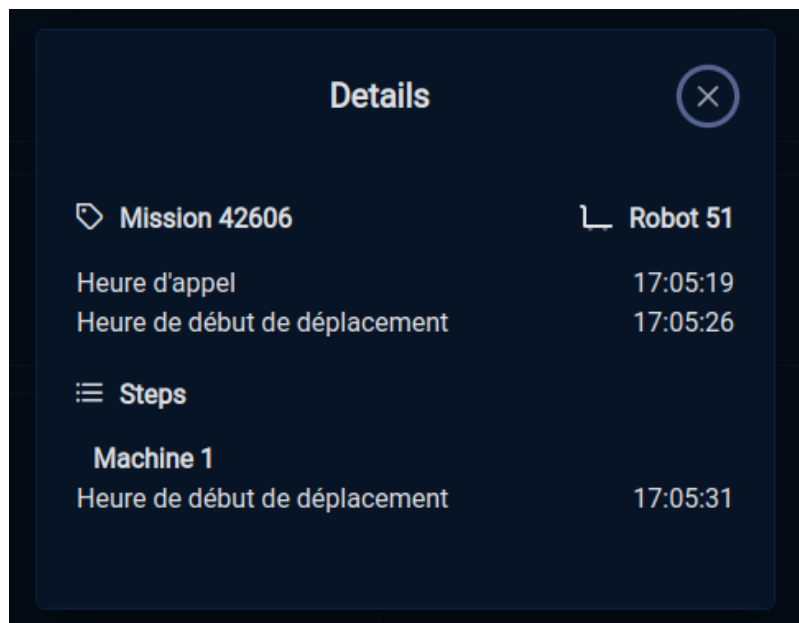 Details
Mission 42606 Robot 51
Heure d'appel 17:05:19
Heure de début de déplacement 17:05:26
Steps
Machine 1
Heure de début de déplacement 17:05:31